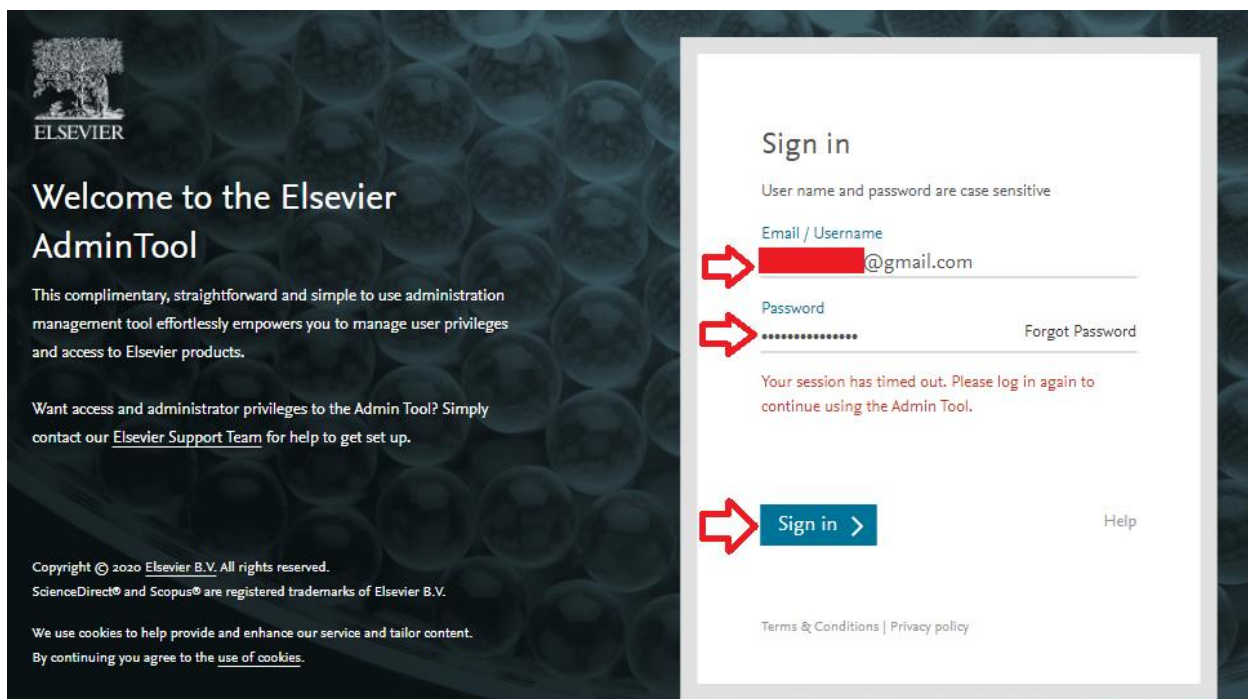 ELSEVIER
Welcome to the Elsevier
AdminTool
This complimentary, straightforward and simple to use administration
management tool effortlessly empowers you to manage user privileges
and access to Elsevier products.
Want access and administrator privileges to the Admin Tool? Simply
contact our Elsevier Support Team for help to get set up.
Copyright © 2020 Elsevier B.V. All rights reserved.
ScienceDirect® and Scopus® are registered trademarks of Elsevier B.V.
We use cookies to help provide and enhance our service and tailor content.
By continuing you agree to the use of cookies.
Sign in
User name and password are case sensitive
Email / Username
@gmail.com
Password
•••••••••••••••
Forgot Password
Your session has timed out. Please log in again to
continue using the Admin Tool.
Sign in
Help
Terms & Conditions | Privacy policy